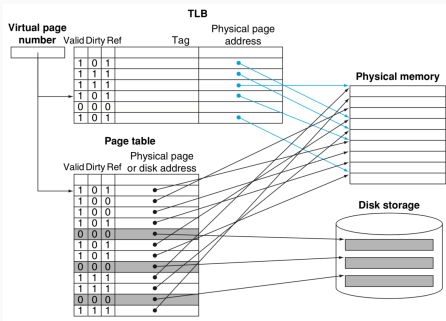 TLB
Virtual page
number
Valid Dirty Ref
Tag
Physical page
address
1 0 1
1 1 1
1 1 1
1 0 1
0 0 0
1 0 1
Physical memory
Page table
Physical page
Valid Dirty Ref or disk address
1 0 1
1 0 0
1 0 0
1 0 1
0 0 0
1 0 1
1 0 1
0 0 0
1 1 1
1 1 1
0 0 0
1 1 1
Disk storage